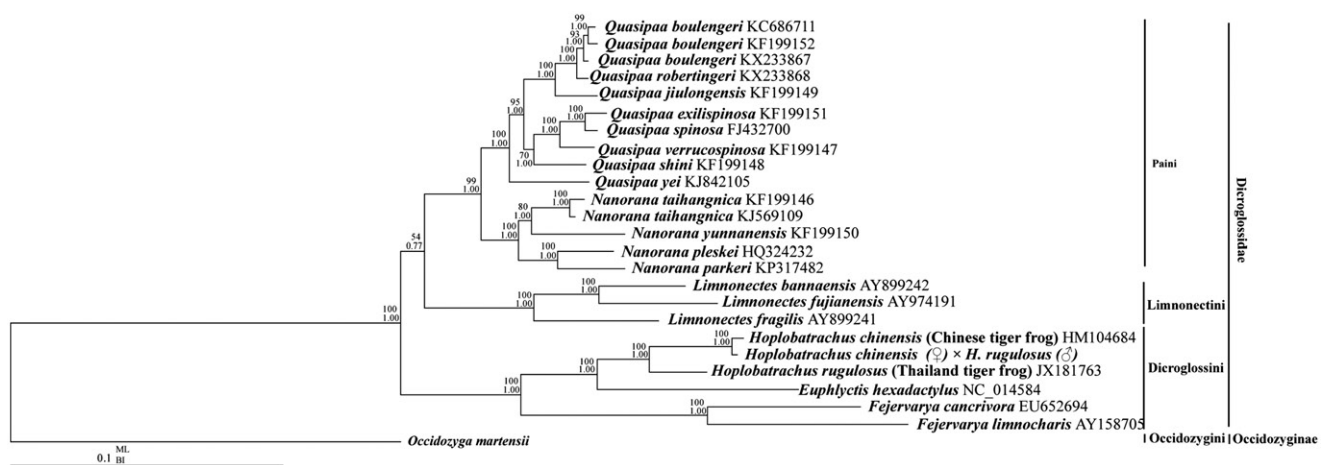 99
1.00
Quasipaa boulengeri KC686711
93
1.00
Quasipaa boulengeri KF199152
100
1.00
Quasipaa boulengeri KX233867
Quasipaa robertingeri KX233868
100
1.00
Quasipaa jiulongensis KF199149
95
1.00
100
1.00
Quasipaa exilispinosa KF199151
Quasipaa spinosa FJ432700
100
1.00
Quasipaa verrucospinosa KF199147
100
1.00
70
1.00
Quasipaa shini KF199148
Paini
Quasipaa yei KJ842105
99
1.00
100
1.00
Nanorana taihangnica KF199146
Nanorana taihangnica KJ569109
80
1.00
Nanorana yunnanensis KF199150
100
1.00
Nanorana pleskei HQ324232
100
1.00
Nanorana parkeri KP317482
54
0.77
Dicroglossidae
100
1.00
Limnonectes bannaensis AY899242
Limnonectes fujianensis AY974191
100
1.00
Limnonectes fragilis AY899241
Limnonectini
100
1.00
100
1.00
Hoplobatrachus chinensis (Chinese tiger frog) HM104684
Hoplobatrachus chinensis (♀) × H. rugulosus (♂)
100
1.00
Hoplobatrachus rugulosus (Thailand tiger frog) JX181763
Dicroglossini
100
1.00
Euphlyctis hexadactylus NC_014584
100
1.00
Fejervarya cancrivora EU652694
100
1.00
Fejervarya limnocharis AY158705
Occidozyga martensii
Occidozygini
Occidozyginae
0.1
ML
BI